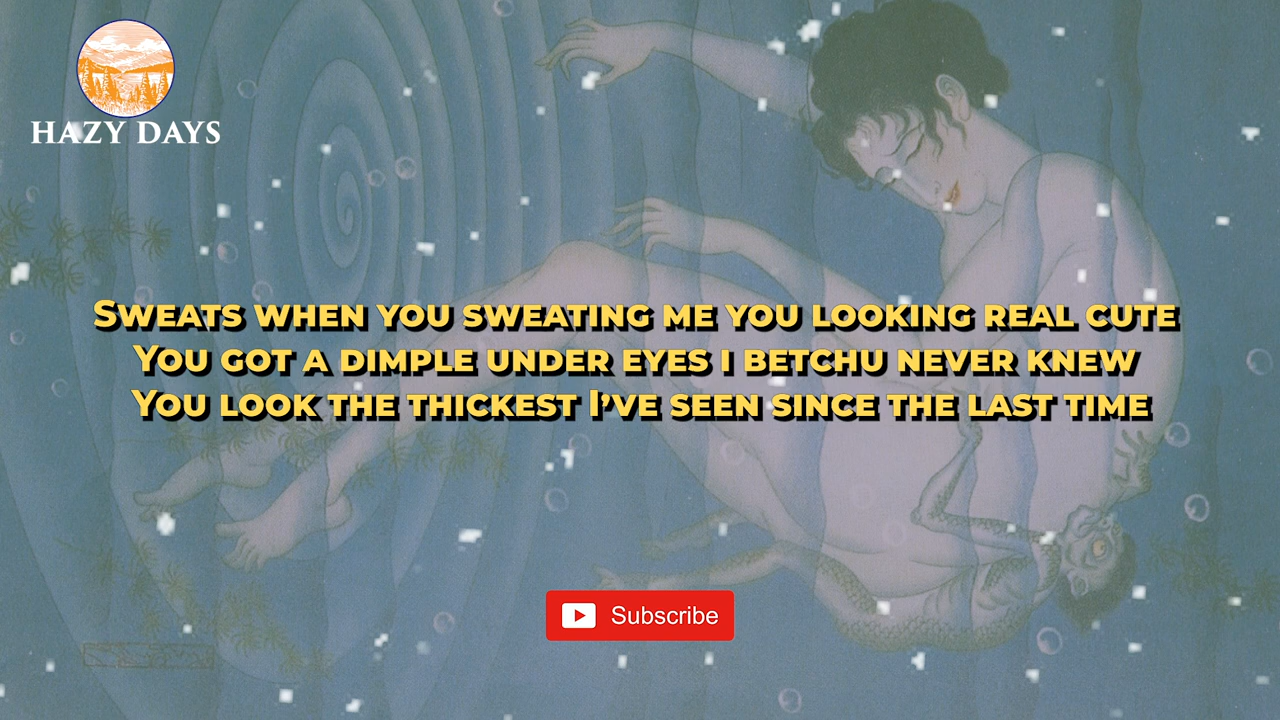 HAZY DAYS
Sweats when you sweating me you looking real cute
You got a dimple under eyes i betchu never knew
You look the thickest I've seen since the last time
Subscribe